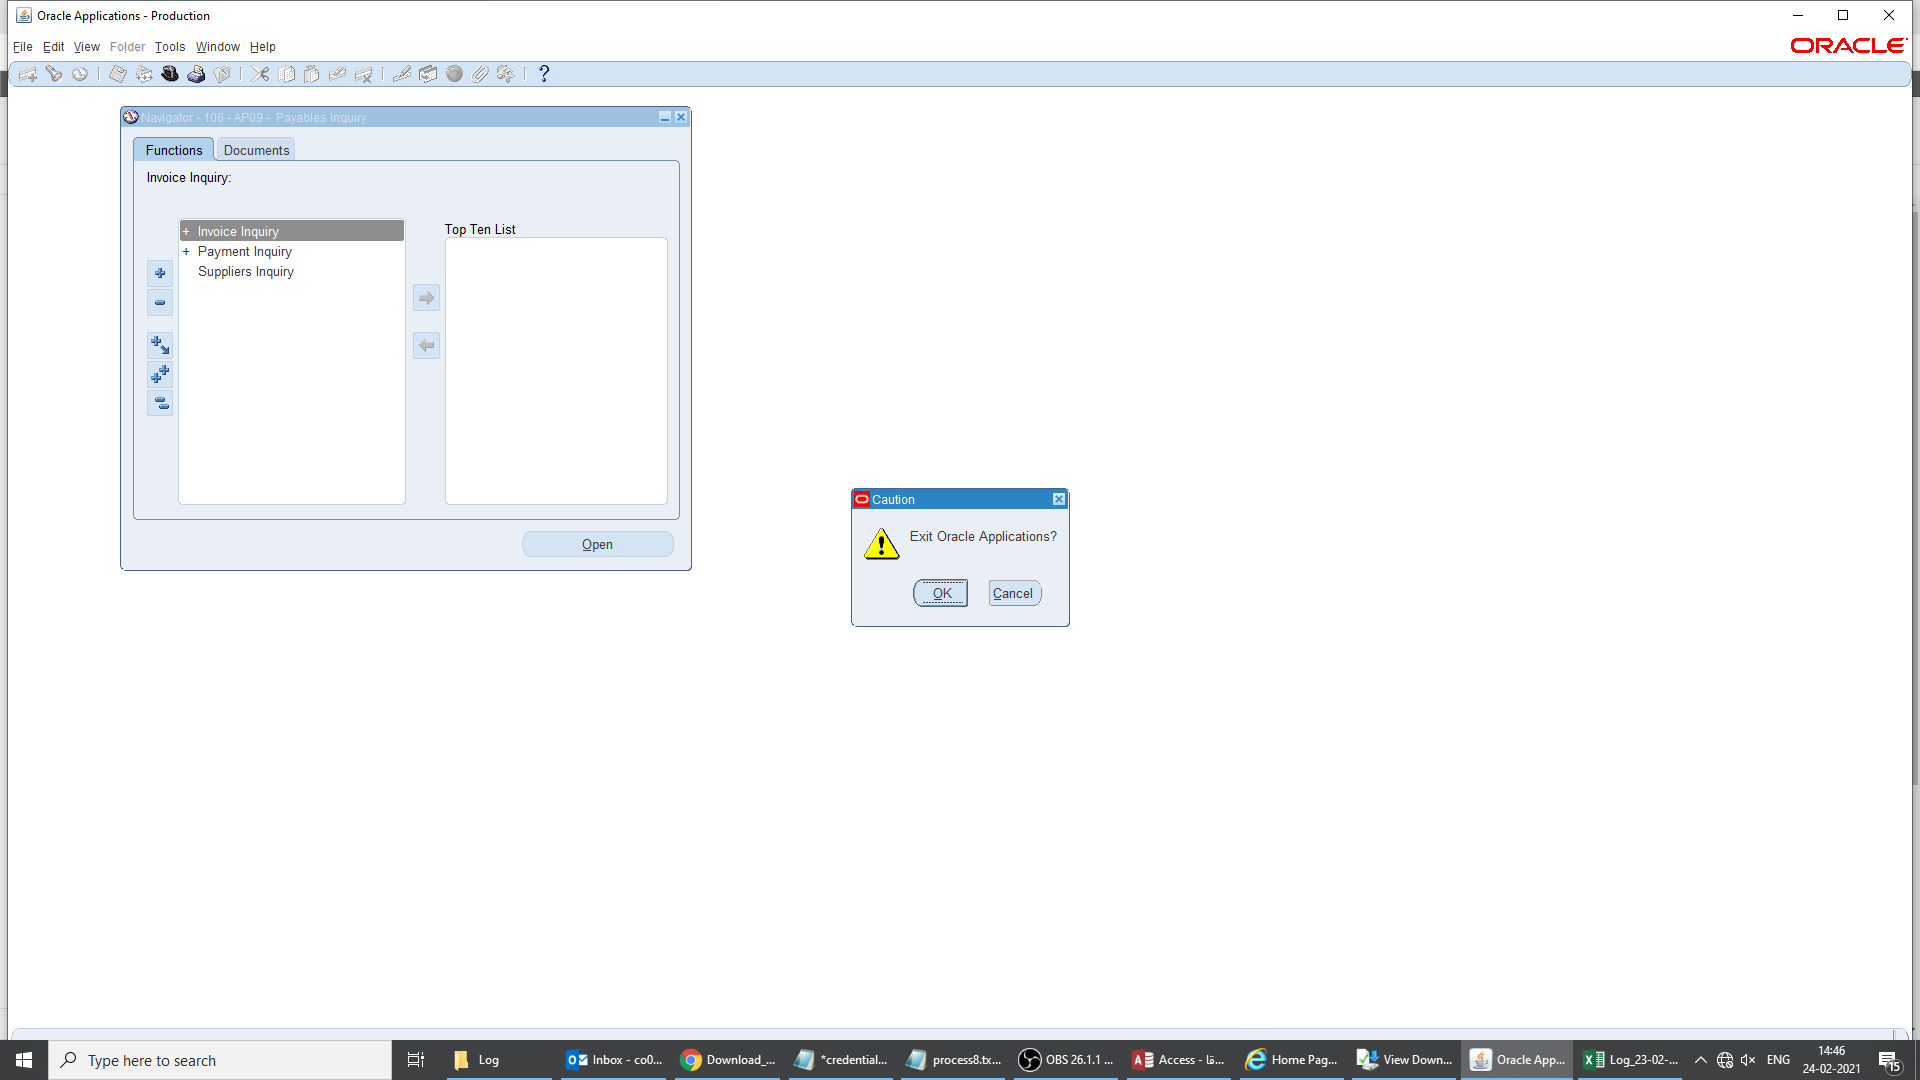 Oracle Applications - Production
File Edit View Folder Tools Window Help
ORACLE
Navigator - 106 - AP09 - Payables Inquiry
Functions Documents
Invoice Inquiry:
+ Invoice Inquiry
+ Payment Inquiry
Suppliers Inquiry
Top Ten List
Open
Caution
Exit Oracle Applications?
OK Cancel
Type here to search
Log
Inbox - co0...
Download_...
*credential...
process8.tx...
OBS 26.1.1 ...
Access - قا...
Home Pag...
View Down...
Oracle App...
Log_23-02-...
ENG
14:46
24-02-2021
15